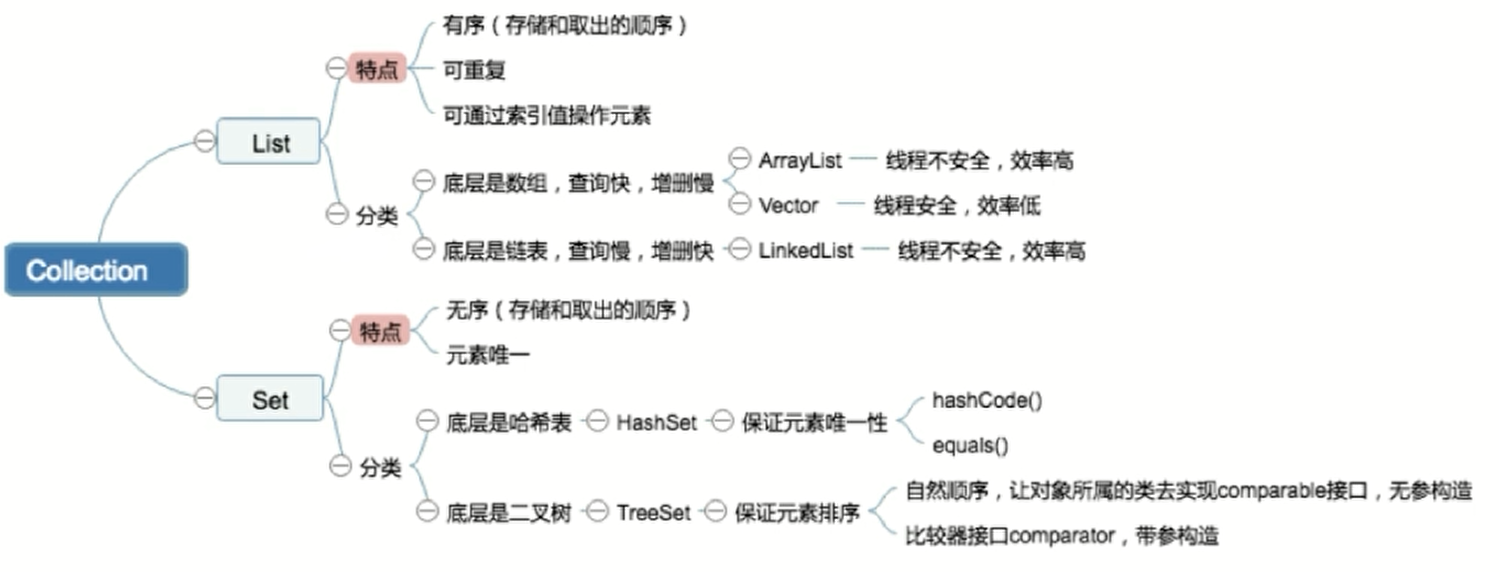 Collection
List
特点
有序（存储和取出的顺序）
可重复
可通过索引值操作元素
分类
底层是数组，查询快，增删慢
ArrayList
线程不安全，效率高
Vector
线程安全，效率低
底层是链表，查询慢，增删快
LinkedList
线程不安全，效率高
Set
特点
无序（存储和取出的顺序）
元素唯一
分类
底层是哈希表
HashSet
保证元素唯一性
hashCode()
equals()
底层是二叉树
TreeSet
保证元素排序
自然顺序，让对象所属的类去实现comparable接口，无参构造
比较器接口comparator，带参构造